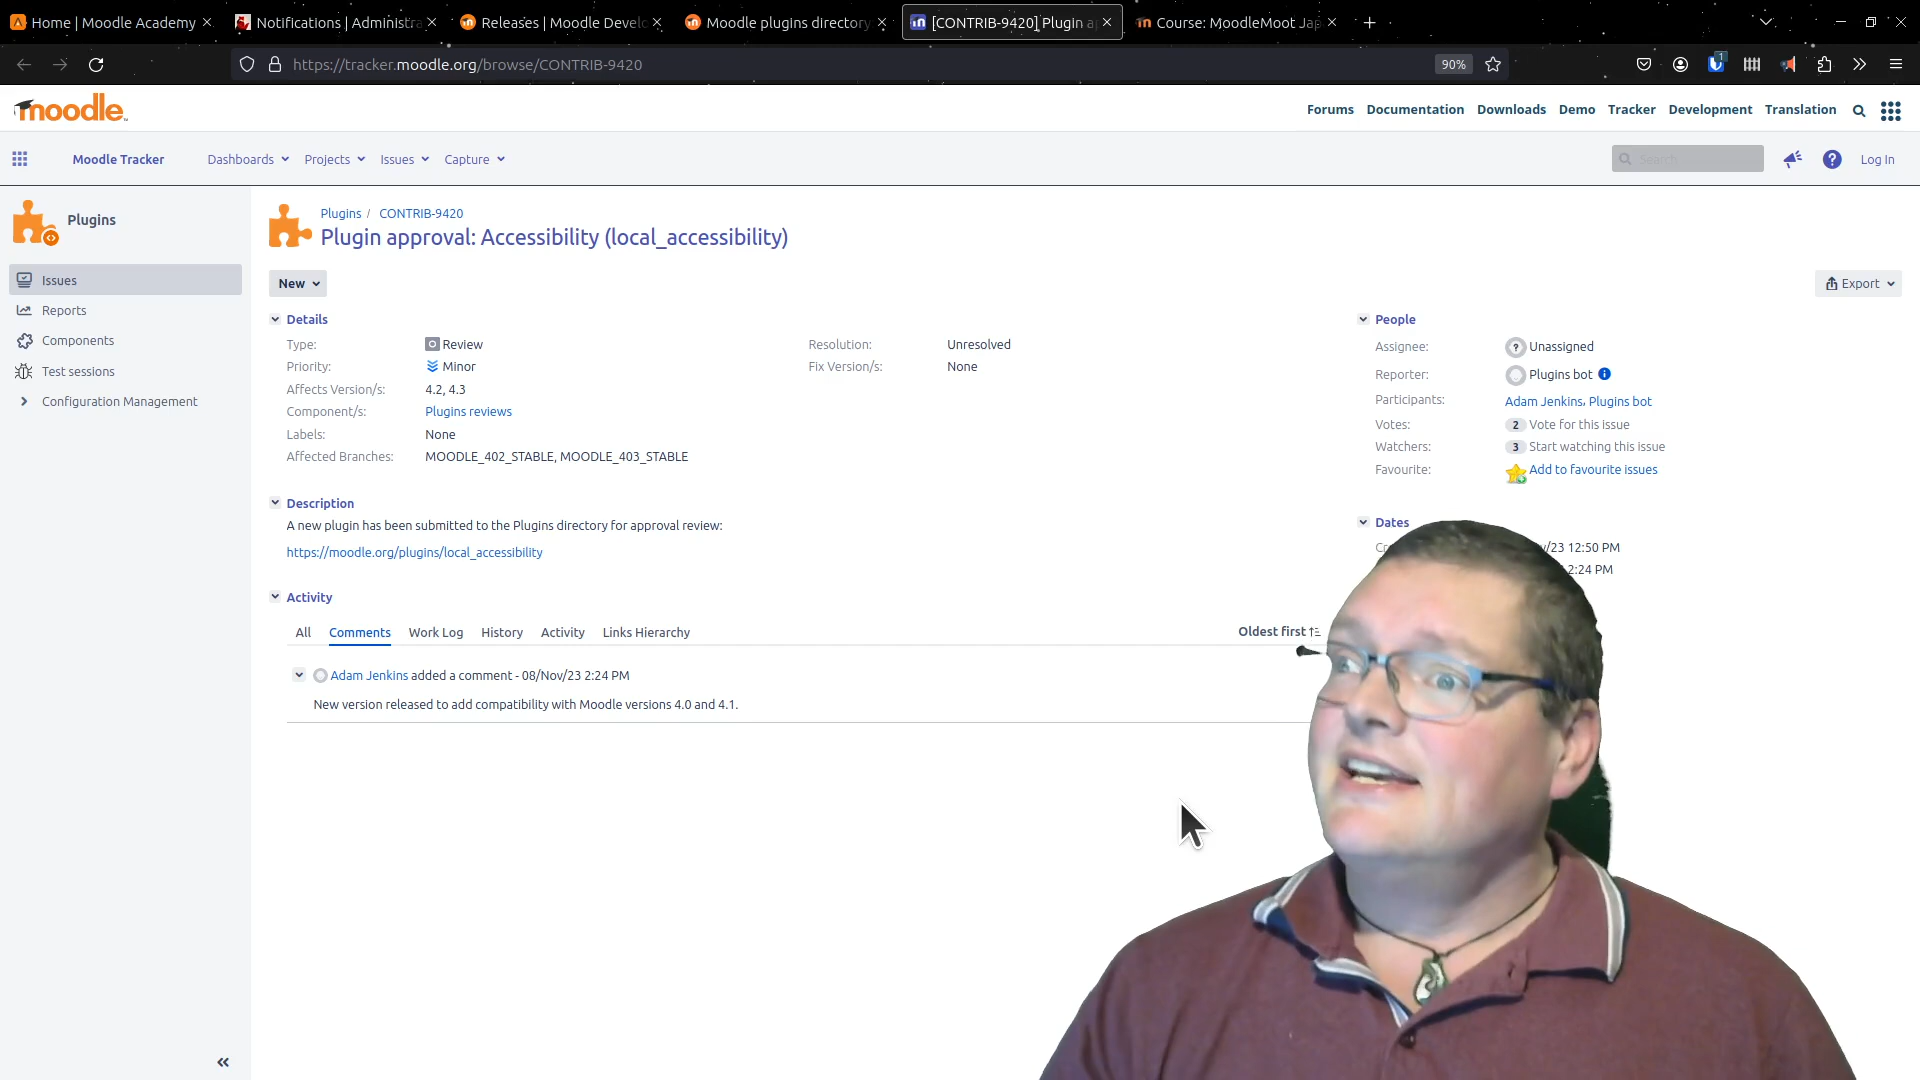 Home | Moodle Academy
Notifications | Administra
Releases | Moodle Develo
Moodle plugins directory
[CONTRIB-9420] Plugin a
Course: MoodleMoot Jap
https://tracker.moodle.org/browse/CONTRIB-9420
90%
1
moodle
Forums Documentation Downloads Demo Tracker Development Translation
Moodle Tracker Dashboards Projects Issues Capture
Search
Log In
Plugins
Issues
Reports
Components
Test sessions
Configuration Management
Plugins / CONTRIB-9420
Plugin approval: Accessibility (local_accessibility)
New
Export
Details
Type: Review
Priority: Minor
Affects Version/s: 4.2, 4.3
Component/s: Plugins reviews
Labels: None
Affected Branches: MOODLE_402_STABLE, MOODLE_403_STABLE
Resolution: Unresolved
Fix Version/s: None
People
Assignee: Unassigned
Reporter: Plugins bot
Participants: Adam Jenkins, Plugins bot
Votes: 2 Vote for this issue
Watchers: 3 Start watching this issue
Favourite: Add to favourite issues
Description
A new plugin has been submitted to the Plugins directory for approval review:
https://moodle.org/plugins/local_accessibility
Dates
/23 12:50 PM
2:24 PM
Activity
All Comments Work Log History Activity Links Hierarchy
Oldest first
Adam Jenkins added a comment - 08/Nov/23 2:24 PM
New version released to add compatibility with Moodle versions 4.0 and 4.1.